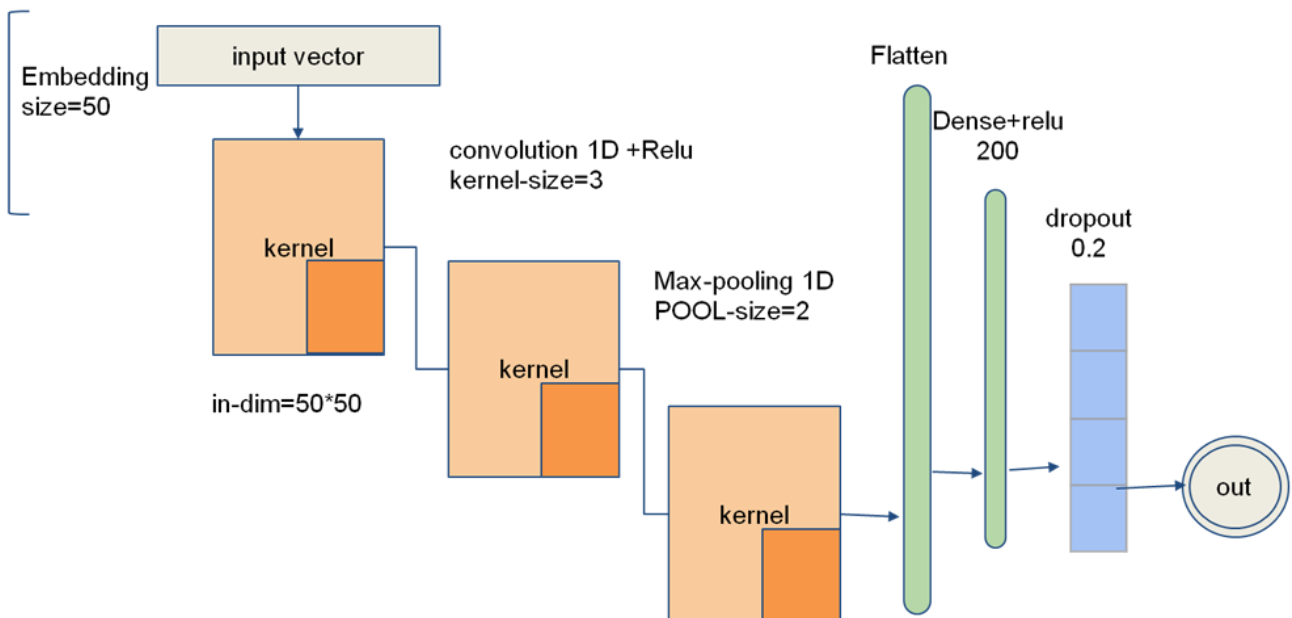 input vector
Embedding
size=50
kernel
in-dim=50*50
convolution 1D +Relu
kernel-size=3
kernel
Max-pooling 1D
POOL-size=2
kernel
Flatten
Dense+relu
200
dropout
0.2
out